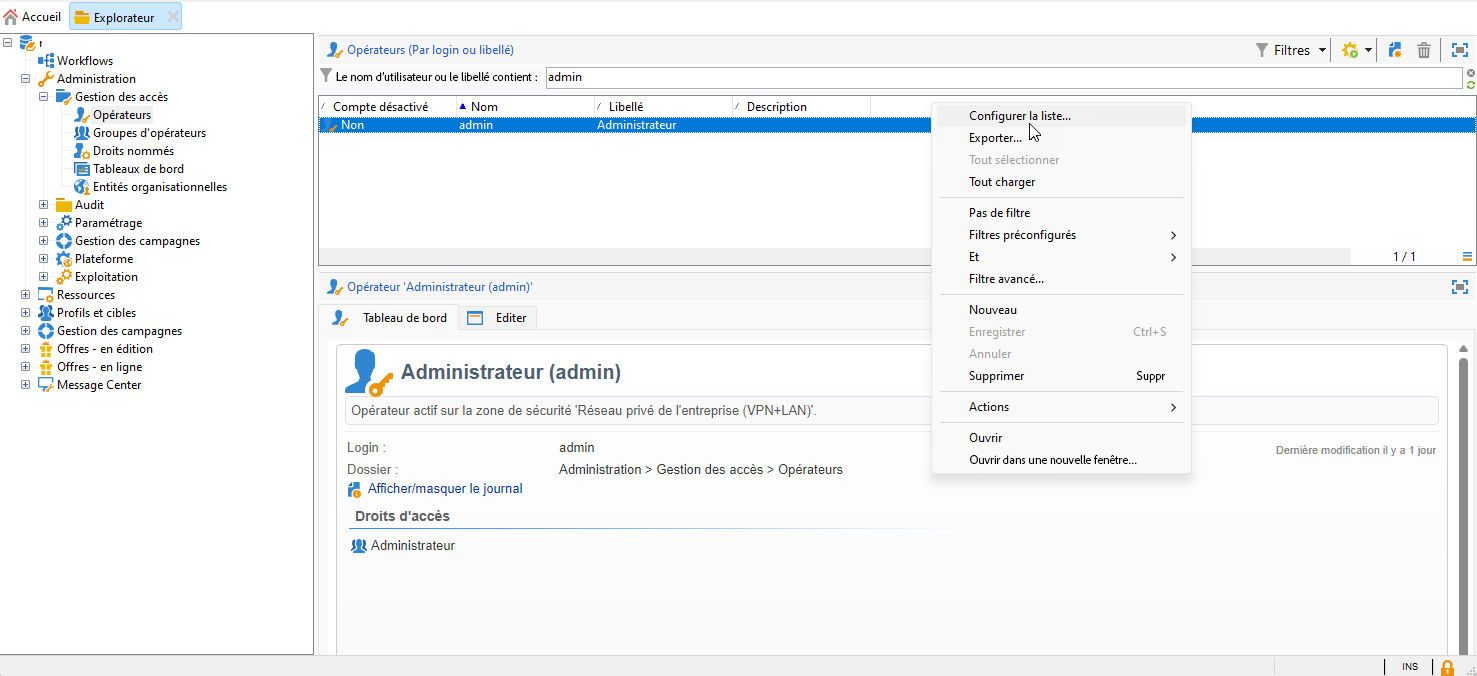 Accueil
Explorateur
Workflows
Administration
Gestion des accès
Opérateurs
Groupes d'opérateurs
Droits nommés
Tableaux de bord
Entités organisationnelles
Audit
Paramétrage
Gestion des campagnes
Plateforme
Exploitation
Ressources
Profils et cibles
Gestion des campagnes
Offres - en édition
Offres - en ligne
Message Center
Opérateurs (Par login ou libellé)
Filtres
Le nom d'utilisateur ou le libellé contient : admin
Compte désactivé Nom Libellé Description
Non admin Administrateur
1 / 1
Configurer la liste...
Exporter...
Tout sélectionner
Tout charger
Pas de filtre
Filtres préconfigurés
Et
Filtre avancé...
Nouveau
Enregistrer Ctrl+S
Annuler
Supprimer Suppr
Actions
Ouvrir
Ouvrir dans une nouvelle fenêtre...
Opérateur 'Administrateur (admin)'
Tableau de bord Editer
Administrateur (admin)
Opérateur actif sur la zone de sécurité 'Réseau privé de l'entreprise (VPN+LAN)'.
Login : admin
Dernière modification il y a 1 jour
Dossier : Administration > Gestion des accès > Opérateurs
Afficher/masquer le journal
Droits d'accès
Administrateur
INS